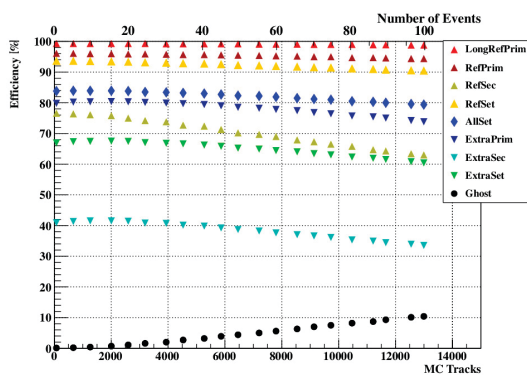 Number of Events
0 20 40 60 80 100
Efficiency [%]
100
90
80
70
60
50
40
30
20
10
0
LongRefPrim
RefPrim
RefSec
RefSet
AllSet
ExtraPrim
ExtraSec
ExtraSet
Ghost
0 2000 4000 6000 8000 10000 12000 14000
MC Tracks